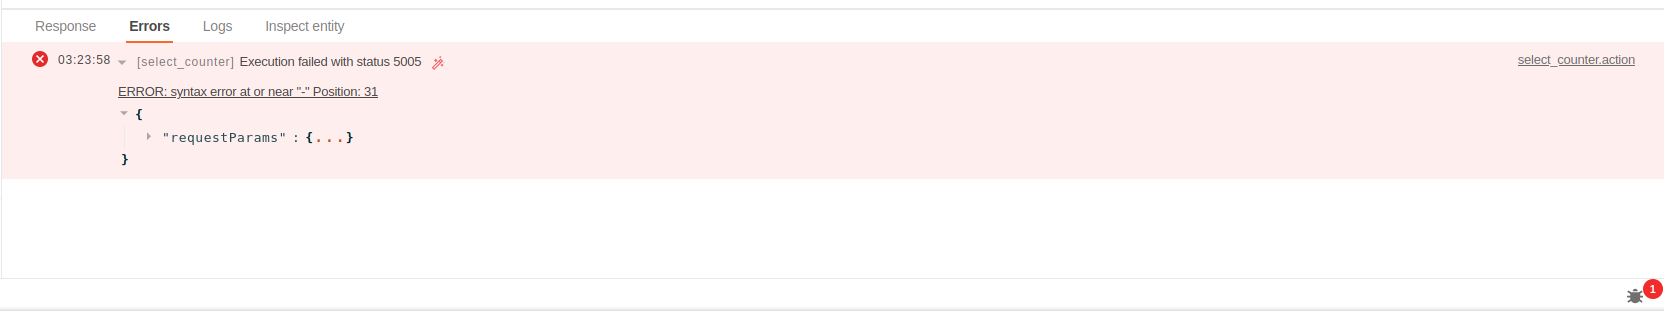 Response Errors Logs Inspect entity
03:23:58 [select_counter] Execution failed with status 5005 select_counter.action
ERROR: syntax error at or near "-" Position: 31
{
"requestParams" : {...}
}
1